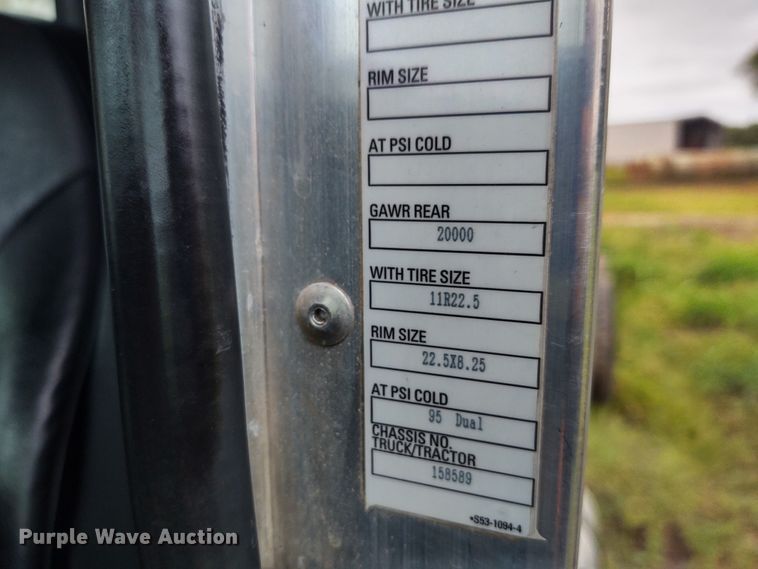 WITH TIRE SIZE
RIM SIZE
AT PSI COLD
GAWR REAR
20000
WITH TIRE SIZE
11R22.5
RIM SIZE
22.5X8.25
AT PSI COLD
95 Dual
CHASSIS NO.
TRUCK/TRACTOR
158589
*S53-1094-4
Purple Wave Auction